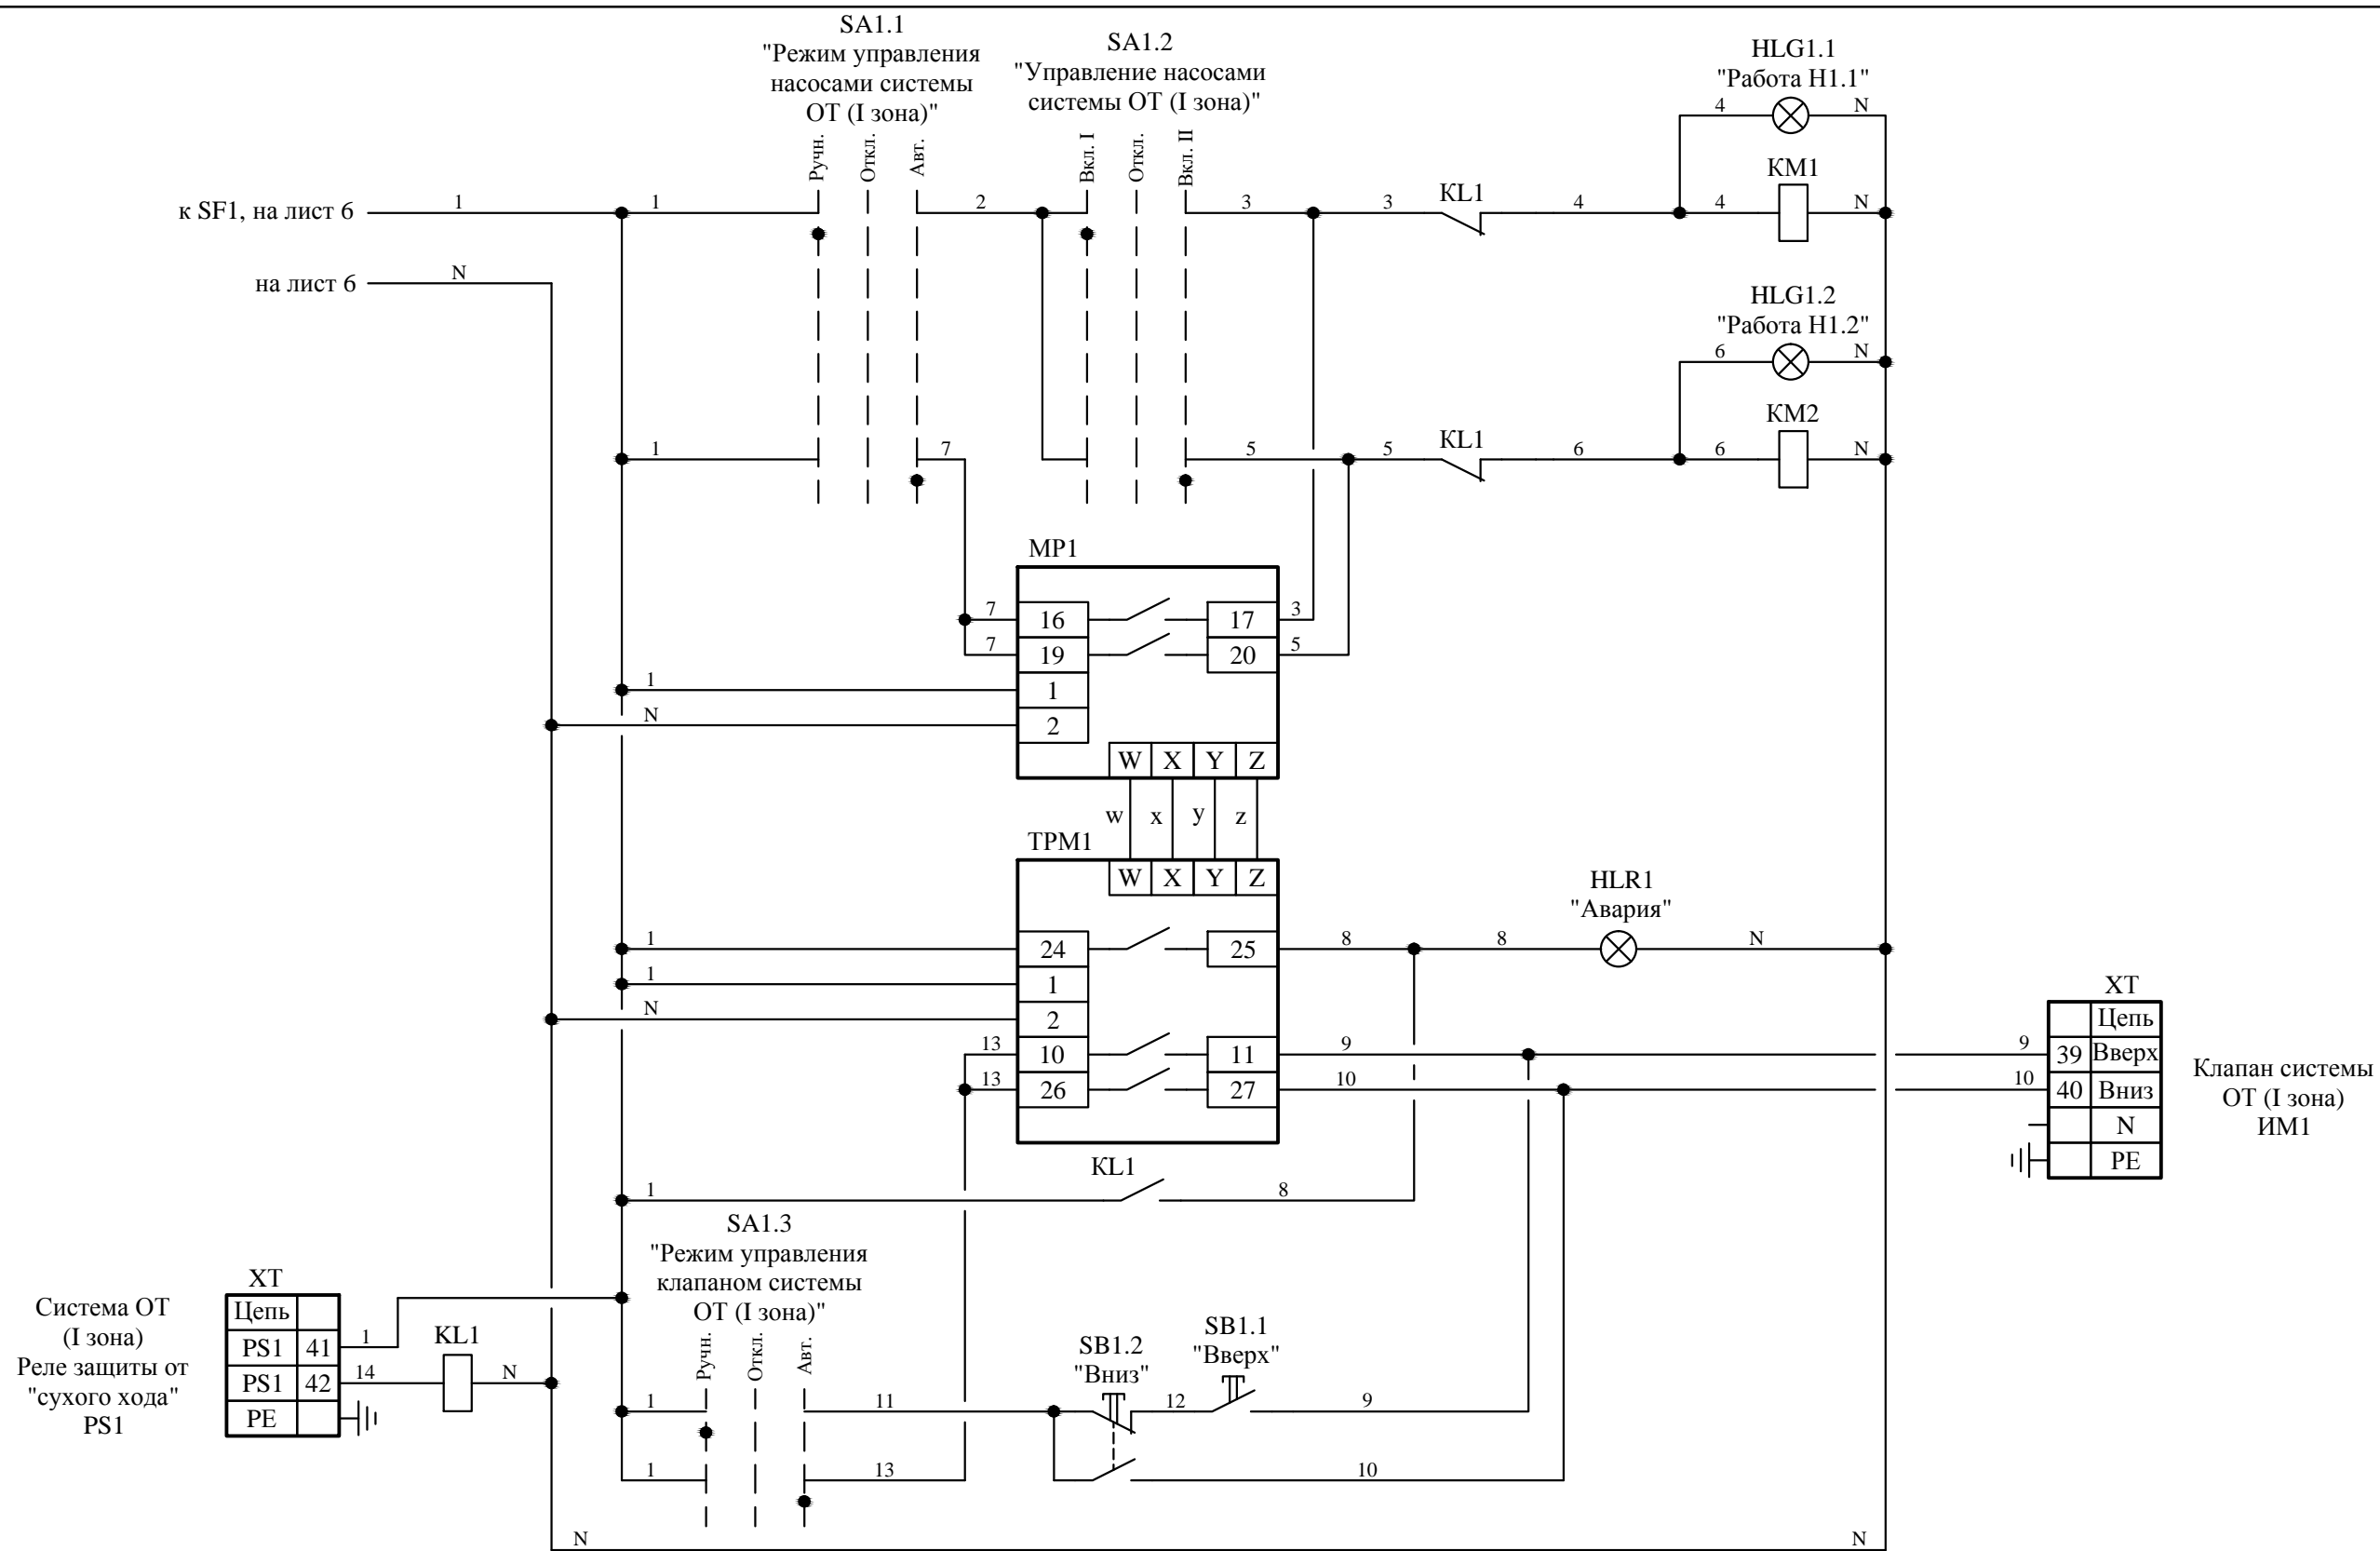 SA1.1
"Режим управления
насосами системы
ОТ (I зона)"
SA1.2
"Управление насосами
системы ОТ (I зона)"
HLG1.1
"Работа Н1.1"
4
N
Ручн.
Откл.
Авт.
Вкл. I
Откл.
Вкл. II
KM1
к SF1, на лист 6
1
1
2
3
3
KL1
4
4
N
на лист 6
N
HLG1.2
"Работа Н1.2"
6
N
KM2
1
7
5
5
KL1
6
6
N
MP1
7
16
17
3
7
19
20
5
1
1
N
2
W
X
Y
Z
w
x
y
z
TPM1
W
X
Y
Z
HLR1
"Авария"
1
24
25
8
8
N
1
1
N
2
13
10
11
9
13
26
27
10
XT
Цепь
9
39
Вверх
10
40
Вниз
N
PE
Клапан системы
ОТ (I зона)
ИМ1
KL1
1
8
SA1.3
"Режим управления
клапаном системы
ОТ (I зона)"
Ручн.
Откл.
Авт.
XT
Цепь
PS1
41
1
PS1
42
14
PE
KL1
N
Система ОТ
(I зона)
Реле защиты от
"сухого хода"
PS1
SB1.2
"Вниз"
SB1.1
"Вверх"
1
11
12
9
1
13
10
N
N